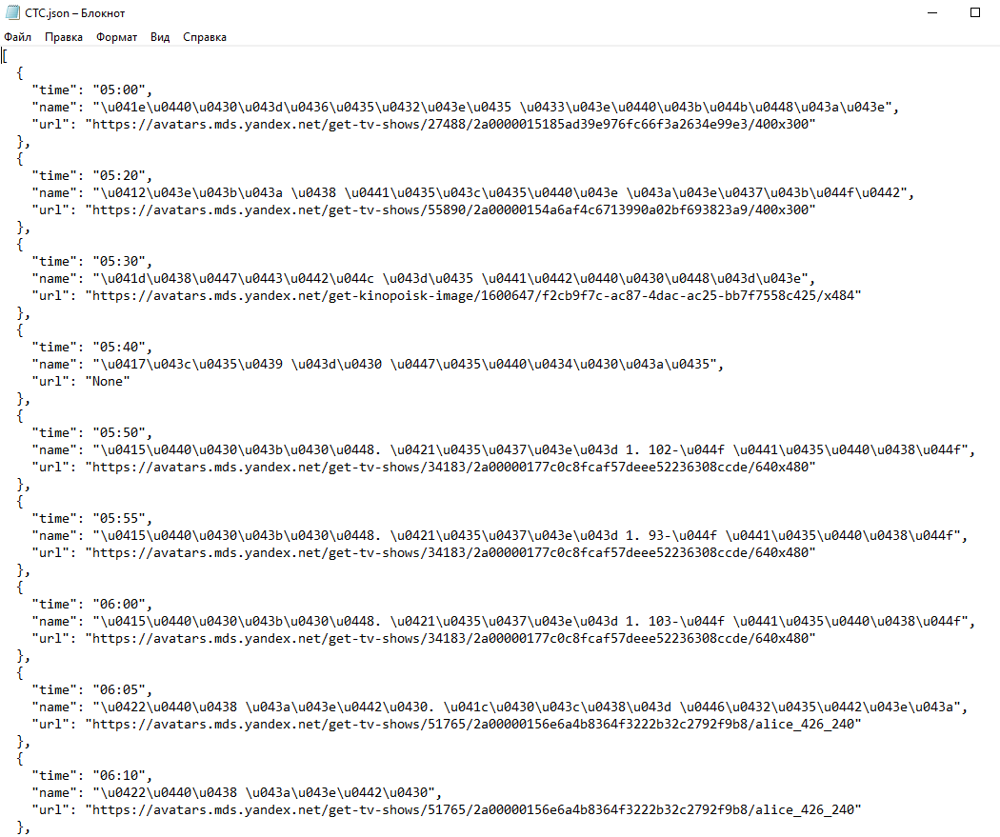 CTC.json – Блокнот
Файл Правка Формат Вид Справка
[
{
"time": "05:00",
"name": "\u041e\u0440\u0430\u043d\u0436\u0435\u0432\u043e\u0435 \u0433\u043e\u0440\u043b\u044b\u0448\u043a\u043e",
"url": "https://avatars.mds.yandex.net/get-tv-shows/27488/2a0000015185ad39e976fc66f3a2634e99e3/400x300"
},
{
"time": "05:20",
"name": "\u0412\u043e\u043b\u043a \u0438 \u0441\u0435\u043c\u0435\u0440\u043e \u043a\u043e\u0437\u043b\u044f\u0442",
"url": "https://avatars.mds.yandex.net/get-tv-shows/55890/2a00000154a6af4c6713990a02bf693823a9/400x300"
},
{
"time": "05:30",
"name": "\u041d\u0438\u0447\u0443\u0442\u044c \u043d\u0435 \u0441\u0442\u0440\u0430\u0448\u043d\u043e",
"url": "https://avatars.mds.yandex.net/get-kinopoisk-image/1600647/f2cb9f7c-ac87-4dac-ac25-bb7f7558c425/x484"
},
{
"time": "05:40",
"name": "\u0417\u043c\u0435\u0439 \u043d\u0430 \u0447\u0435\u0440\u0434\u0430\u043a\u0435",
"url": "None"
},
{
"time": "05:50",
"name": "\u0415\u0440\u0430\u043b\u0430\u0448. \u0421\u0435\u0437\u043e\u043d 1. 102-\u044f \u0441\u0435\u0440\u0438\u044f",
"url": "https://avatars.mds.yandex.net/get-tv-shows/34183/2a00000177c0c8fcaf57deee52236308ccde/640x480"
},
{
"time": "05:55",
"name": "\u0415\u0440\u0430\u043b\u0430\u0448. \u0421\u0435\u0437\u043e\u043d 1. 93-\u044f \u0441\u0435\u0440\u0438\u044f",
"url": "https://avatars.mds.yandex.net/get-tv-shows/34183/2a00000177c0c8fcaf57deee52236308ccde/640x480"
},
{
"time": "06:00",
"name": "\u0415\u0440\u0430\u043b\u0430\u0448. \u0421\u0435\u0437\u043e\u043d 1. 103-\u044f \u0441\u0435\u0440\u0438\u044f",
"url": "https://avatars.mds.yandex.net/get-tv-shows/34183/2a00000177c0c8fcaf57deee52236308ccde/640x480"
},
{
"time": "06:05",
"name": "\u0422\u0440\u0438 \u043a\u043e\u0442\u0430. \u041c\u0430\u043c\u0438\u043d \u0446\u0432\u0435\u0442\u043e\u043a",
"url": "https://avatars.mds.yandex.net/get-tv-shows/51765/2a00000156e6a4b8364f3222b32c2792f9b8/alice_426_240"
},
{
"time": "06:10",
"name": "\u0422\u0440\u0438 \u043a\u043e\u0442\u0430",
"url": "https://avatars.mds.yandex.net/get-tv-shows/51765/2a00000156e6a4b8364f3222b32c2792f9b8/alice_426_240"
},